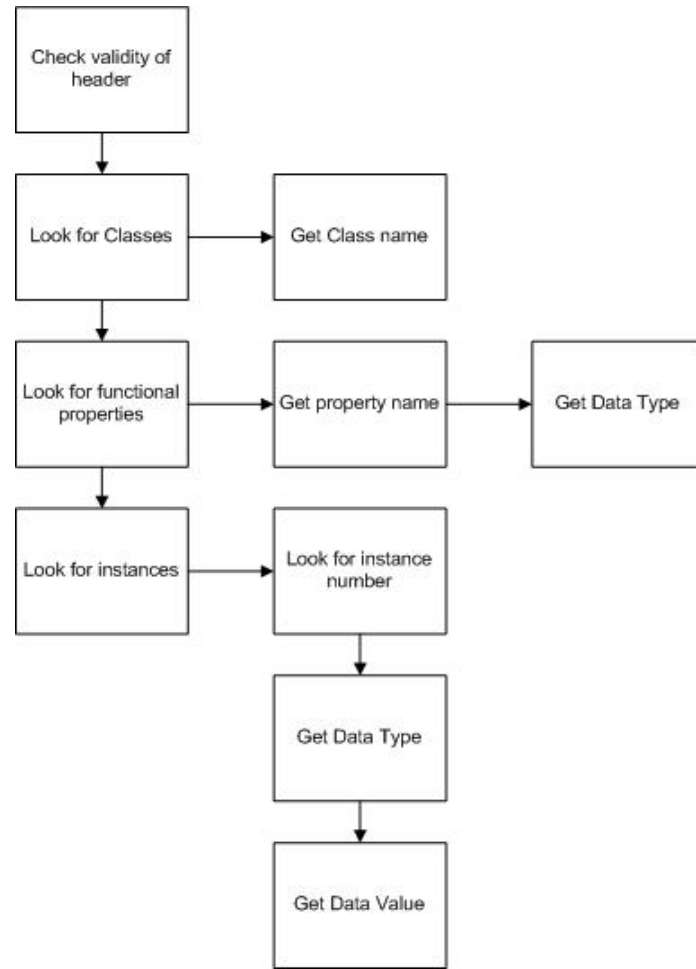 Check validity of
header
Look for Classes
Get Class name
Look for functional
properties
Get property name
Get Data Type
Look for instances
Look for instance
number
Get Data Type
Get Data Value